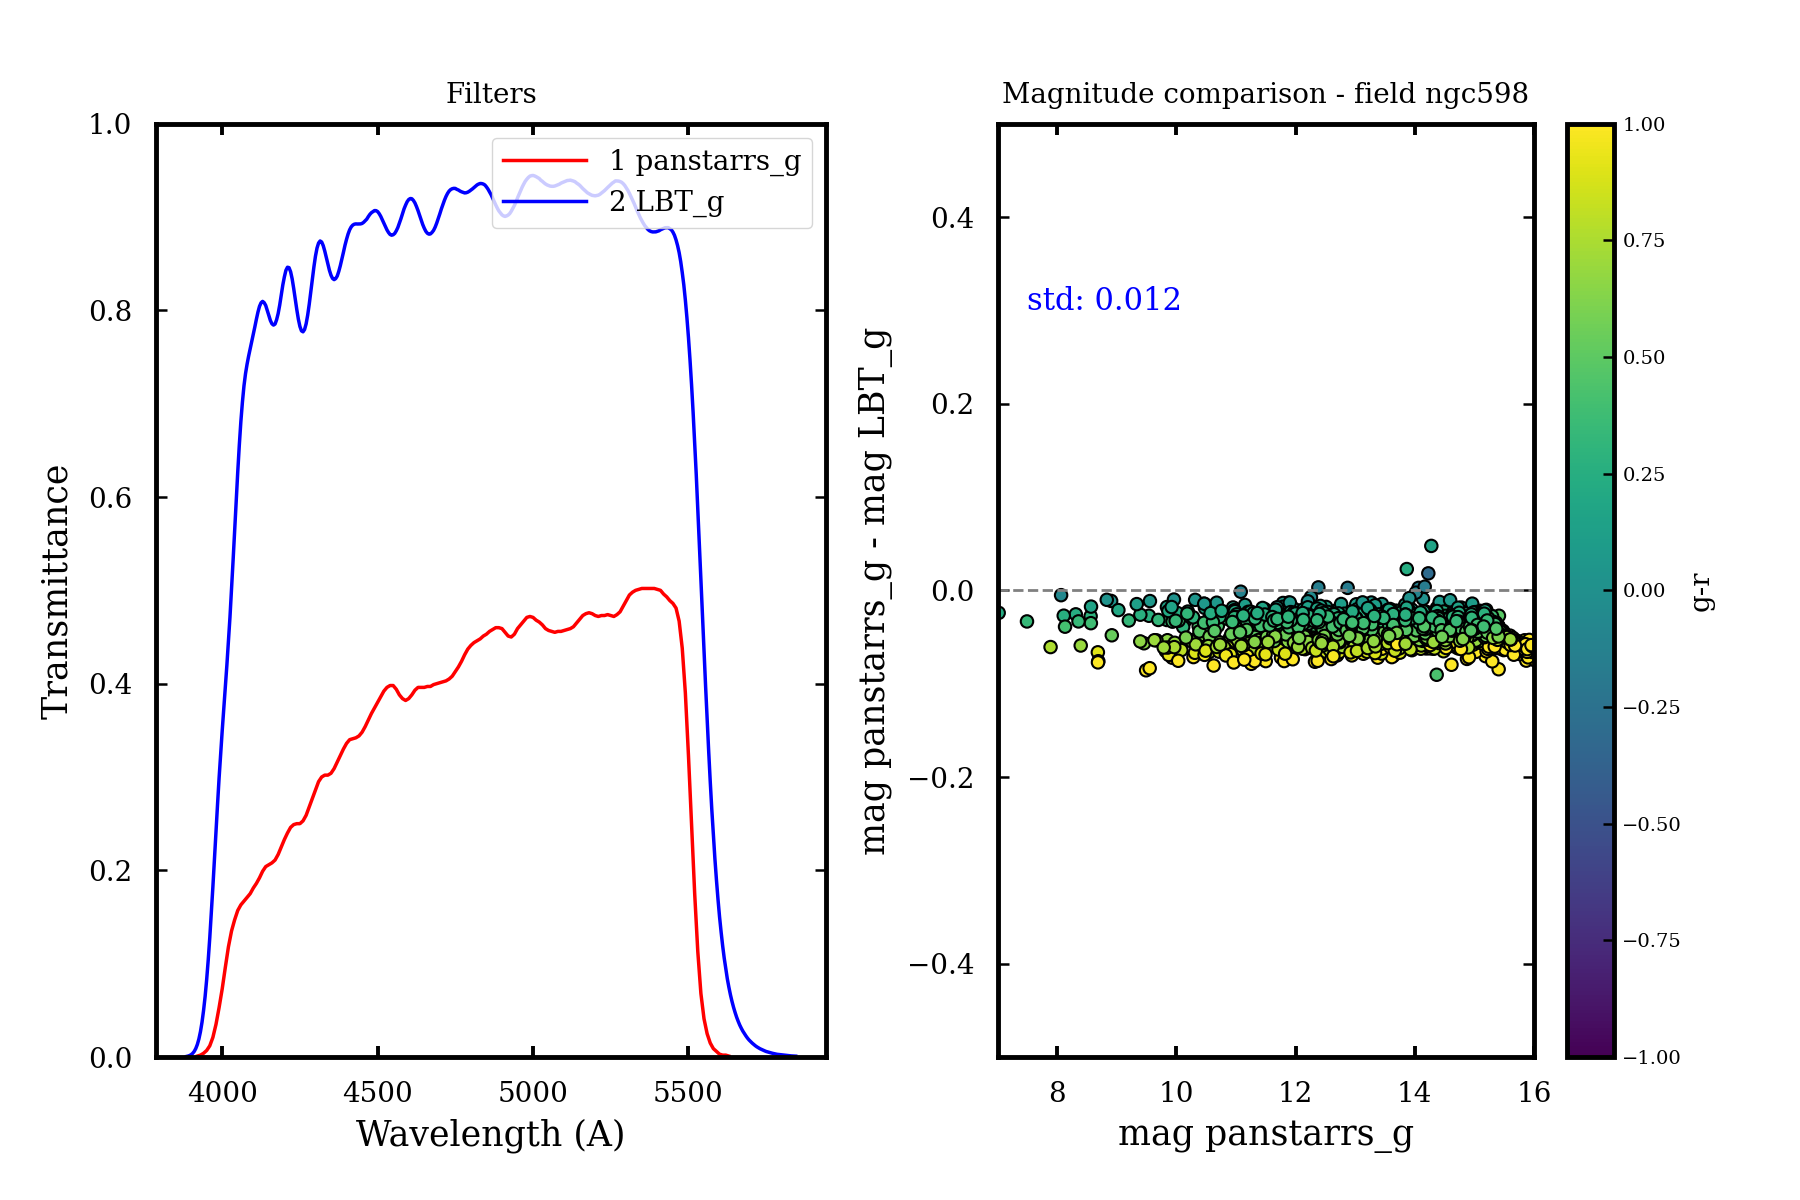 Filters
1.0
0.8
0.6
0.4
0.2
0.0
Transmittance
1 panstarrs_g
2 LBT_g
4000 4500 5000 5500
Wavelength (A)
Magnitude comparison - field ngc598
0.4
0.2
0.0
−0.2
−0.4
mag panstarrs_g - mag LBT_g
std: 0.012
8 10 12 14 16
mag panstarrs_g
1.00
0.75
0.50
0.25
0.00
−0.25
−0.50
−0.75
−1.00
g-r